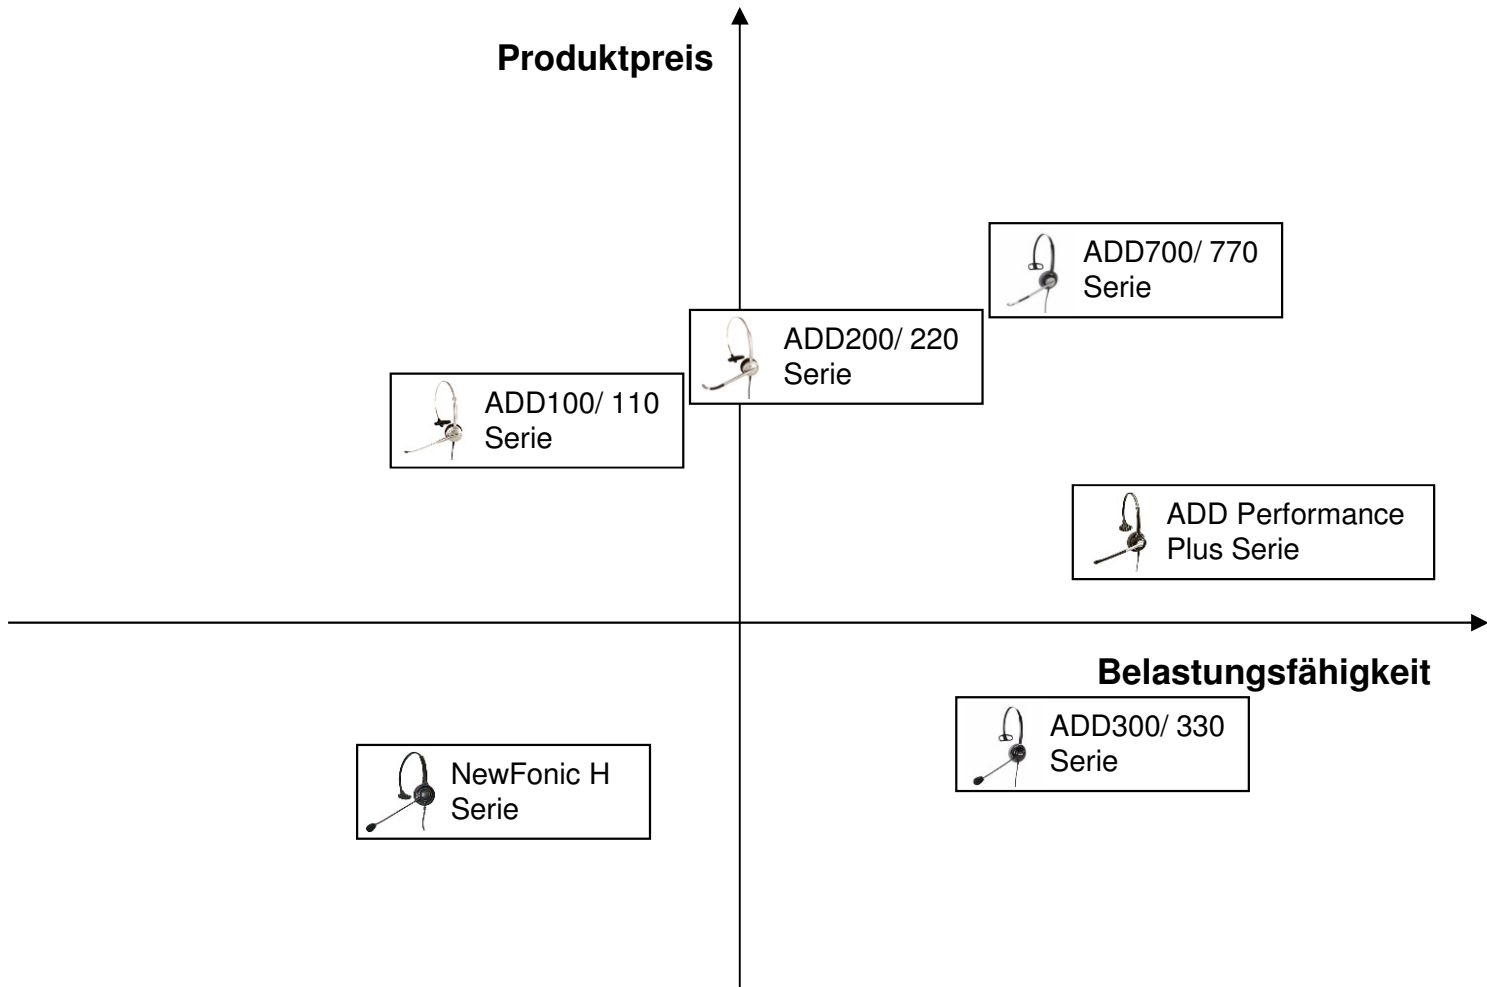 Produktpreis
ADD700/ 770
Serie
ADD200/ 220
Serie
ADD100/ 110
Serie
ADD Performance
Plus Serie
Belastungsfähigkeit
ADD300/ 330
Serie
NewFonic H
Serie